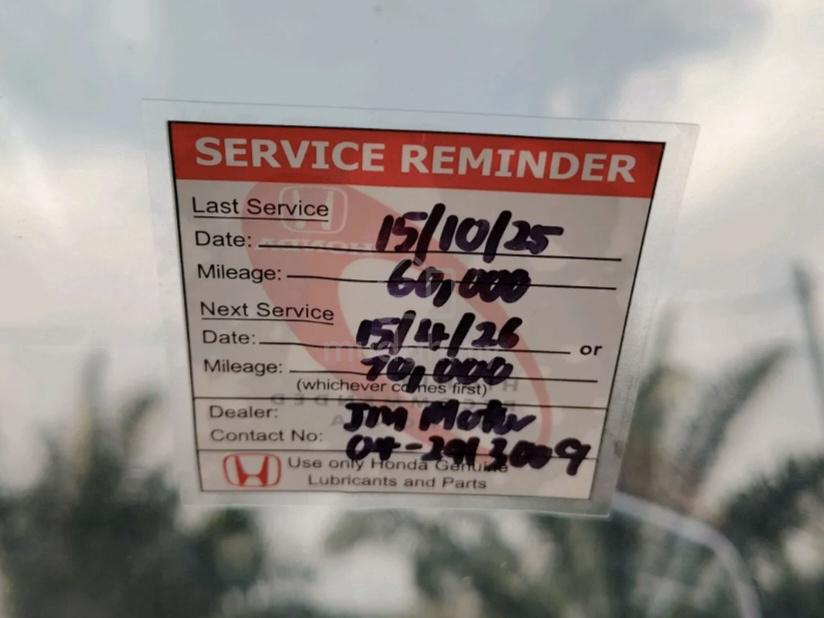 SERVICE REMINDER
Last Service
Date: 15/10/25
Mileage: 60,000
Next Service
Date: 15/4/26 or
Mileage: 70,000
(whichever comes first)
Dealer: JM Motor
Contact No: 04-2913009
Use only Honda Genuine
Lubricants and Parts